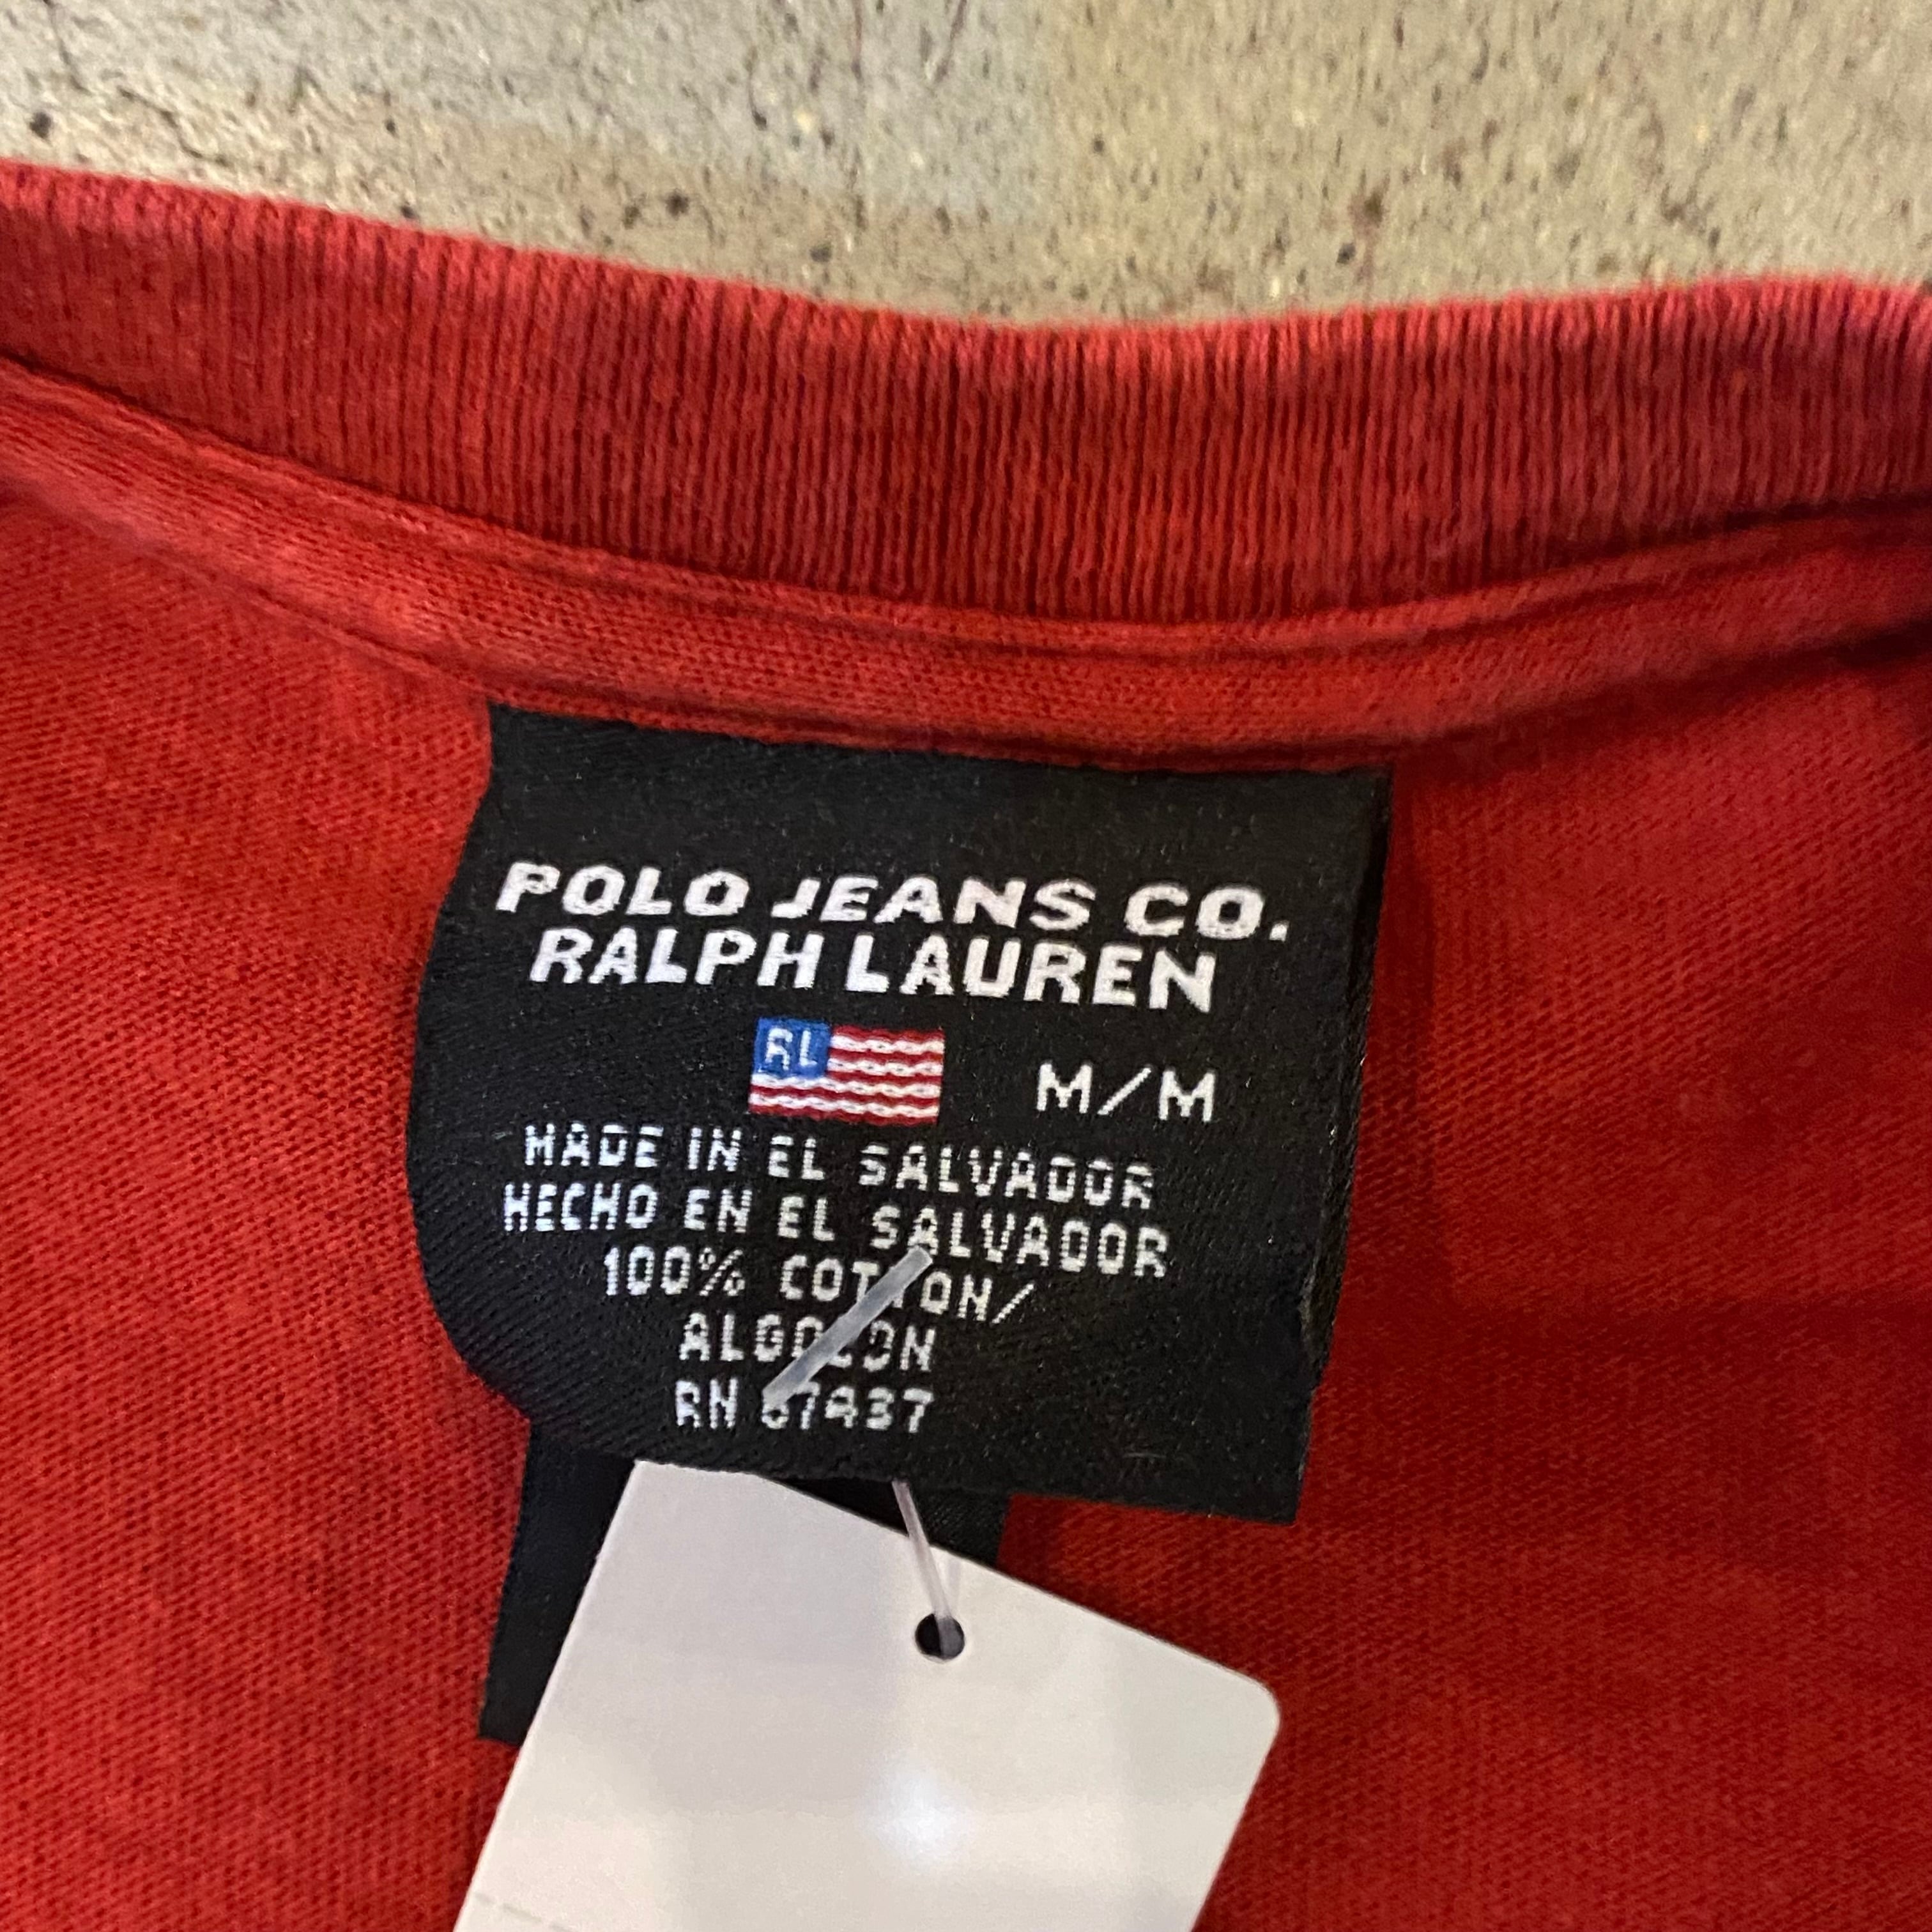 POLO JEANS CO.
RALPH LAUREN
RL
M/M
MADE IN EL SALVADOR
HECHO EN EL SALVADOR
100% COTTON/
ALGODON
RN 67437